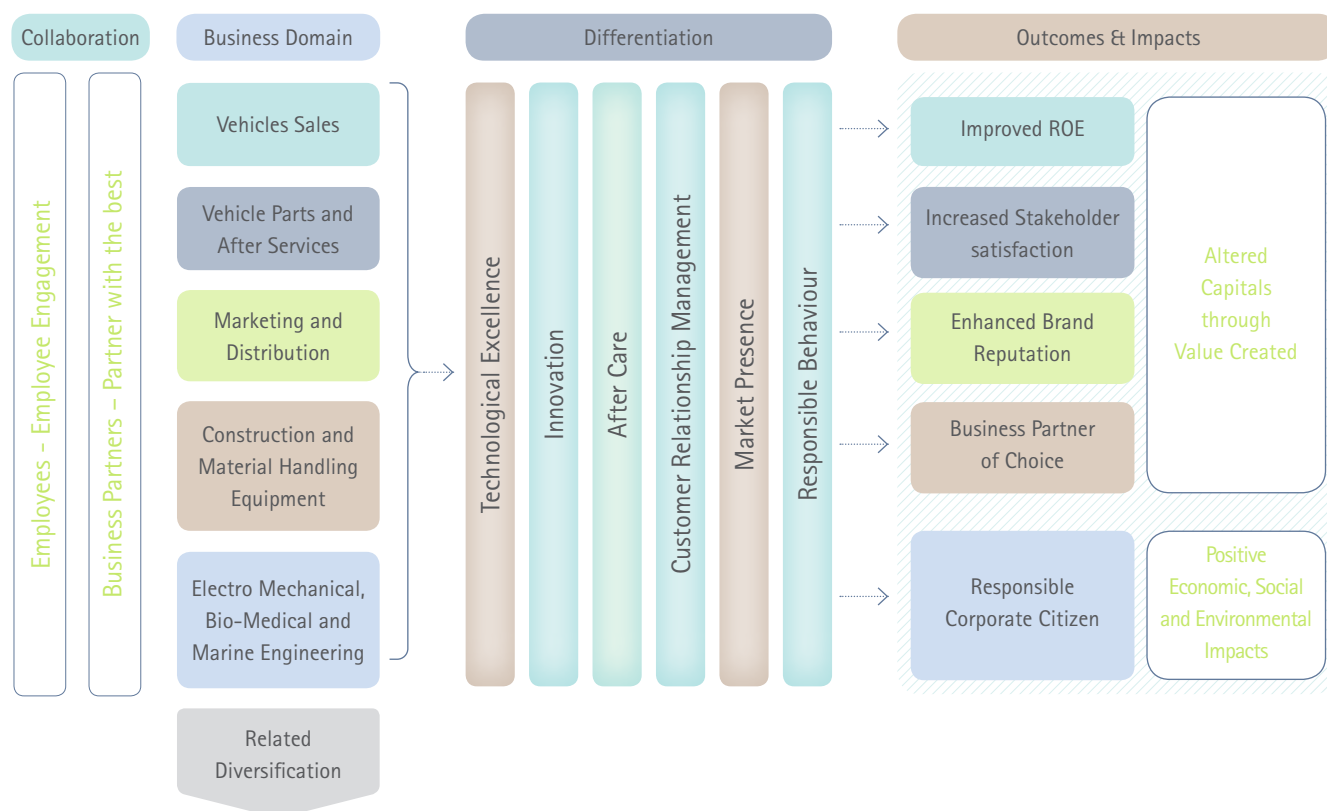 Collaboration
Business Domain
Differentiation
Outcomes & Impacts
Employees - Employee Engagement
Business Partners – Partner with the best
Vehicles Sales
Vehicle Parts and
After Services
Marketing and
Distribution
Construction and
Material Handling
Equipment
Electro Mechanical,
Bio-Medical and
Marine Engineering
Related
Diversification
Technological Excellence
Innovation
After Care
Customer Relationship Management
Market Presence
Responsible Behaviour
Improved ROE
Increased Stakeholder
satisfaction
Enhanced Brand
Reputation
Business Partner
of Choice
Responsible
Corporate Citizen
Altered
Capitals
through
Value Created
Positive
Economic, Social
and Environmental
Impacts